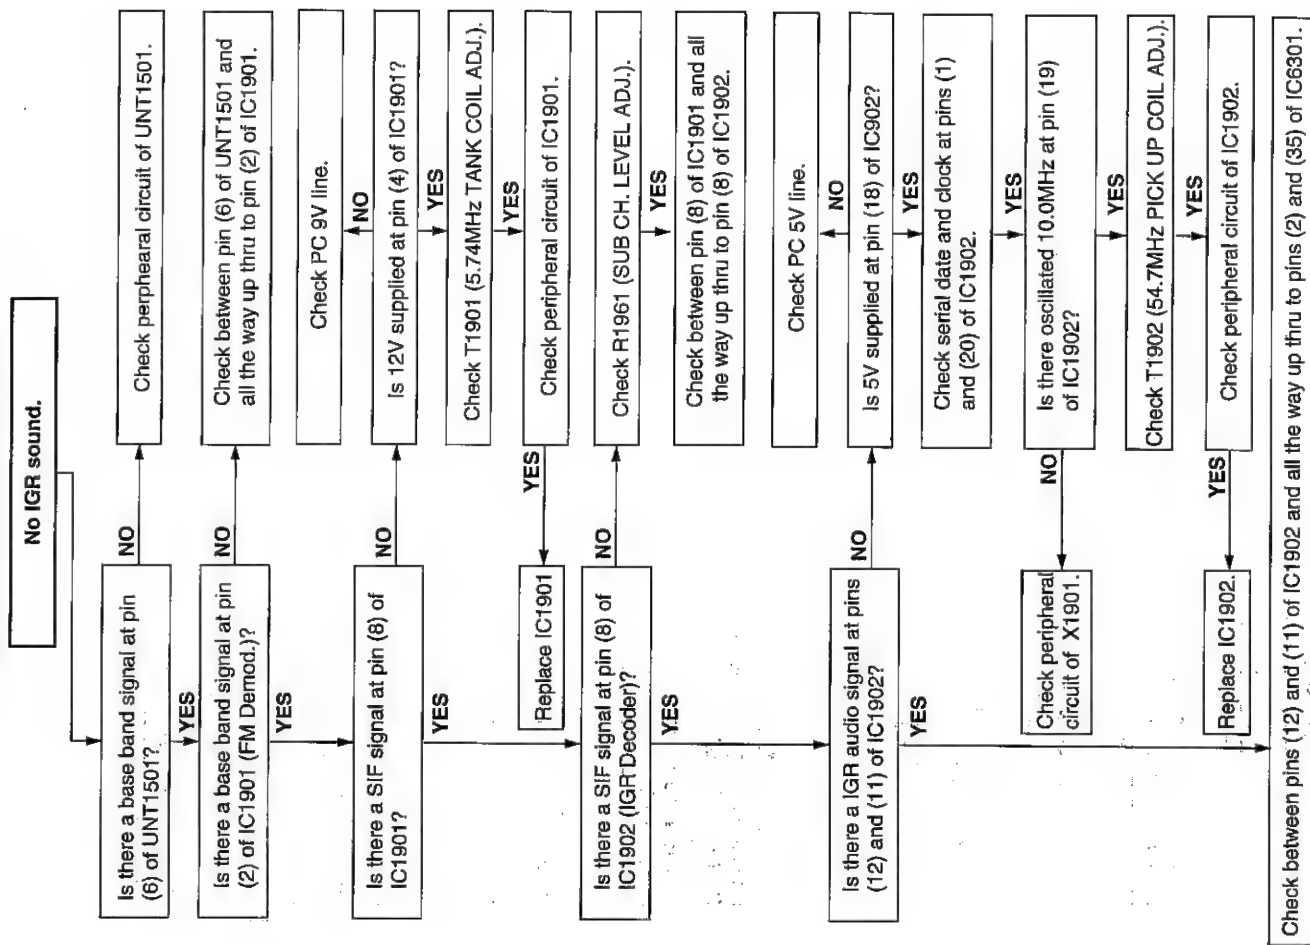 No IGR sound.
Is there a base band signal at pin
(6) of UNT1501?
NO
Check perphearal circuit of UNT1501.
YES
Is there a base band signal at pin
(2) of IC1901 (FM Demod.)?
NO
Check between pin (6) of UNT1501 and
all the way up thru to pin (2) of IC1901.
YES
Check PC 9V line.
NO
Is there a SIF signal at pin (8) of
IC1901?
NO
Is 12V supplied at pin (4) of IC1901?
YES
Check T1901 (5.74MHz TANK COIL ADJ.).
YES
Check peripheral circuit of IC1901.
YES
Replace IC1901
YES
Is there a SIF signal at pin (8) of
IC1902 (IGR Decoder)?
NO
Check R1961 (SUB CH. LEVEL ADJ.).
YES
Check between pin (8) of IC1901 and all
the way up thru to pin (8) of IC1902.
YES
Check PC 5V line.
NO
Is there a IGR audio signal at pins
(12) and (11) of IC1902?
NO
Is 5V supplied at pin (18) of IC902?
YES
Check serial date and clock at pins (1)
and (20) of IC1902.
YES
Is there oscillated 10.0MHz at pin (19)
of IC1902?
NO
Check peripheral
circuit of X1901.
YES
Check T1902 (54.7MHz PICK UP COIL ADJ.).
YES
Check peripheral circuit of IC1902.
YES
Replace IC1902.
YES
Check between pins (12) and (11) of IC1902 and all the way up thru to pins (2) and (35) of IC6301.